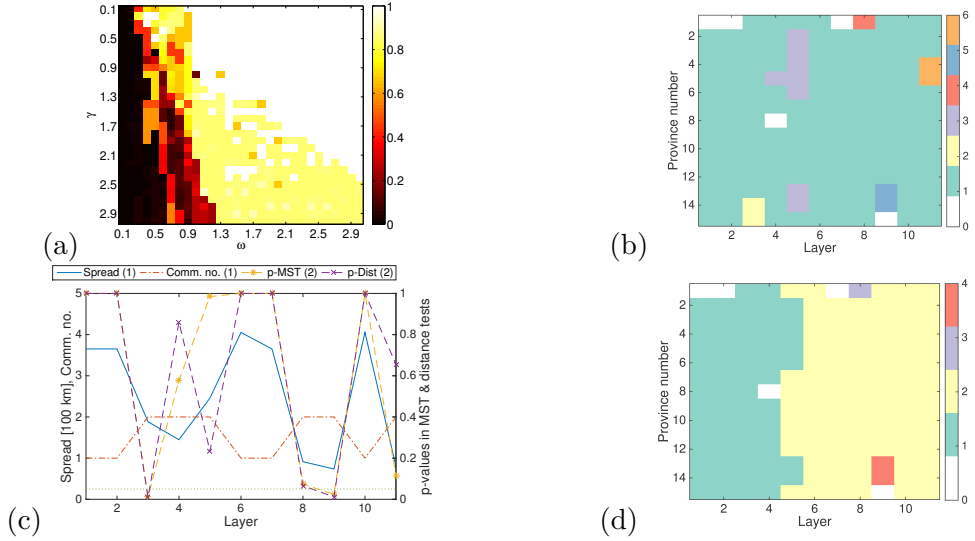 0.1
0.5
0.9
1.3
1.7
2.1
2.5
2.9
γ
0.1 0.5 0.9 1.3 1.7 2.1 2.5 2.9
ω
1
0.8
0.6
0.4
0.2
0
(a)
2
4
6
8
10
12
14
Province number
2 4 6 8 10
Layer
6
5
4
3
2
1
0
(b)
Spread (1) Comm. no. (1) p-MST (2) p-Dist (2)
5
4
3
2
1
0
Spread [100 km], Comm. no.
1
0.8
0.6
0.4
0.2
0
p-values in MST & distance tests
2 4 6 8 10
Layer
(c)
2
4
6
8
10
12
14
Province number
2 4 6 8 10
Layer
4
3
2
1
0
(d)